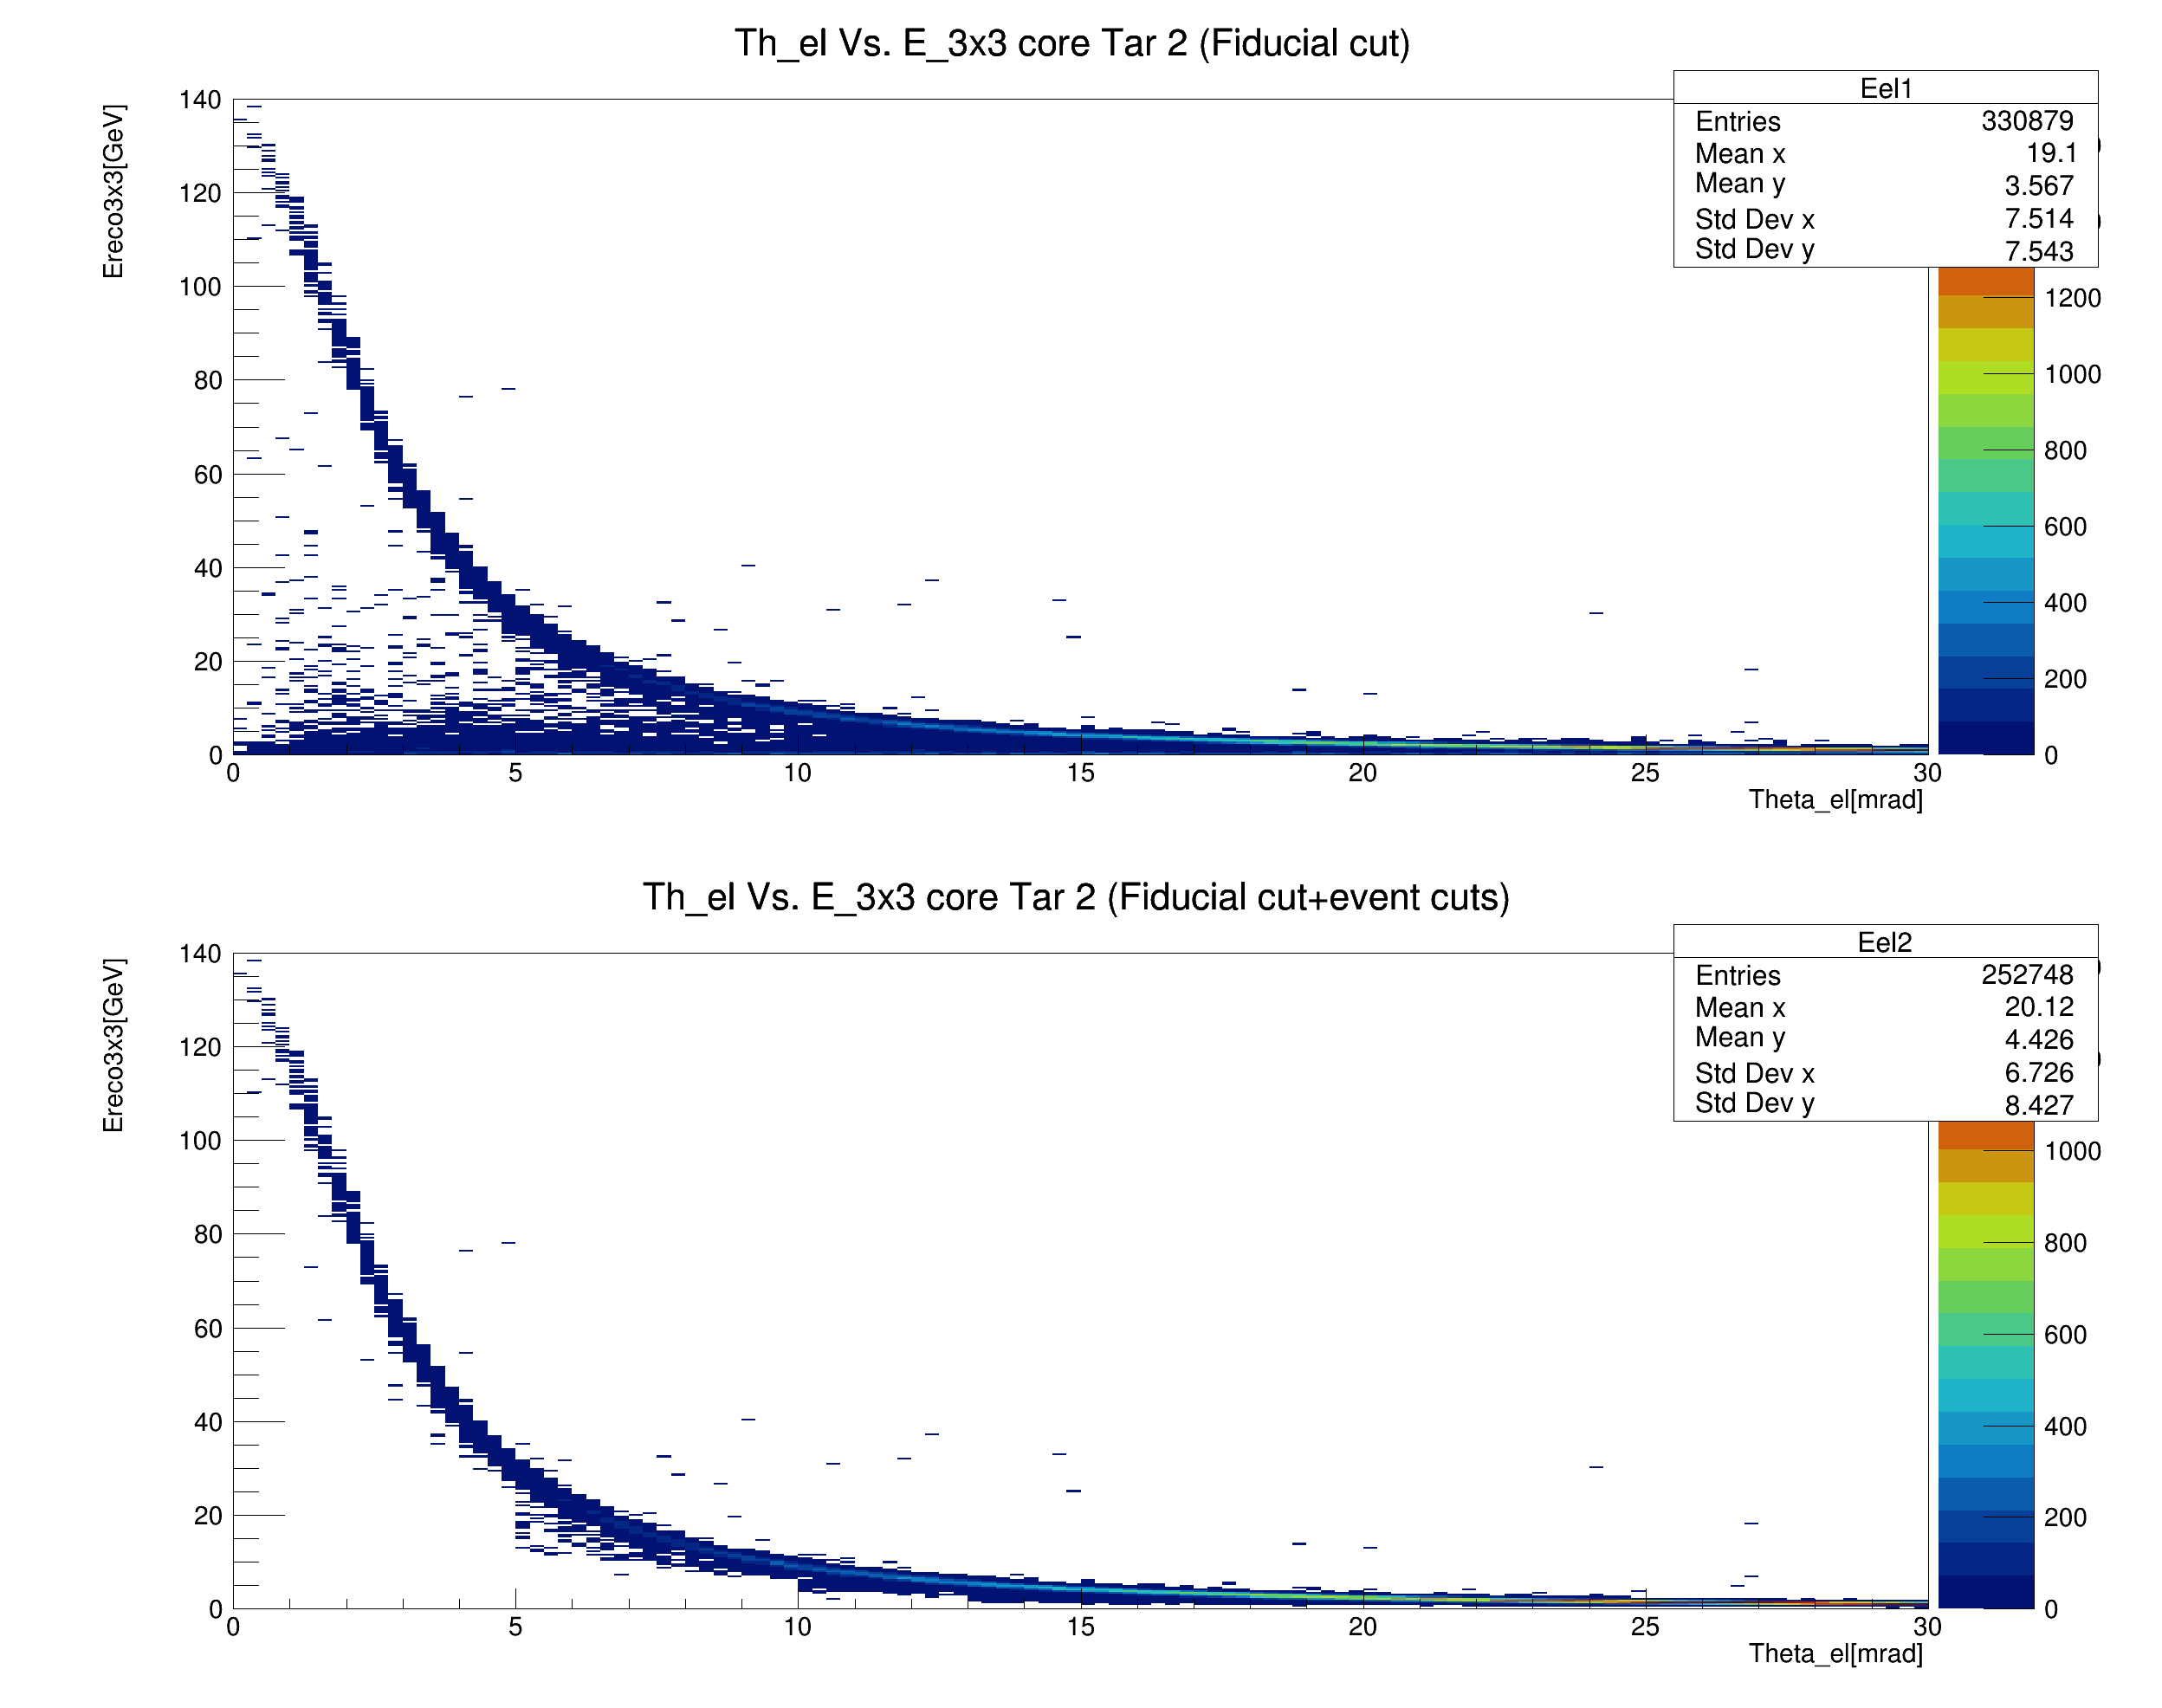 Th_el Vs. E_3x3 core Tar 2 (Fiducial cut)
Eel1
Entries 330879
Mean x 19.1
Mean y 3.567
Std Dev x 7.514
Std Dev y 7.543
Ereco3x3[GeV]
140
120
100
80
60
40
20
0
0 5 10 15 20 25 30
Theta_el[mrad]
1200
1000
800
600
400
200
0
Th_el Vs. E_3x3 core Tar 2 (Fiducial cut+event cuts)
Eel2
Entries 252748
Mean x 20.12
Mean y 4.426
Std Dev x 6.726
Std Dev y 8.427
Ereco3x3[GeV]
140
120
100
80
60
40
20
0
0 5 10 15 20 25 30
Theta_el[mrad]
1000
800
600
400
200
0